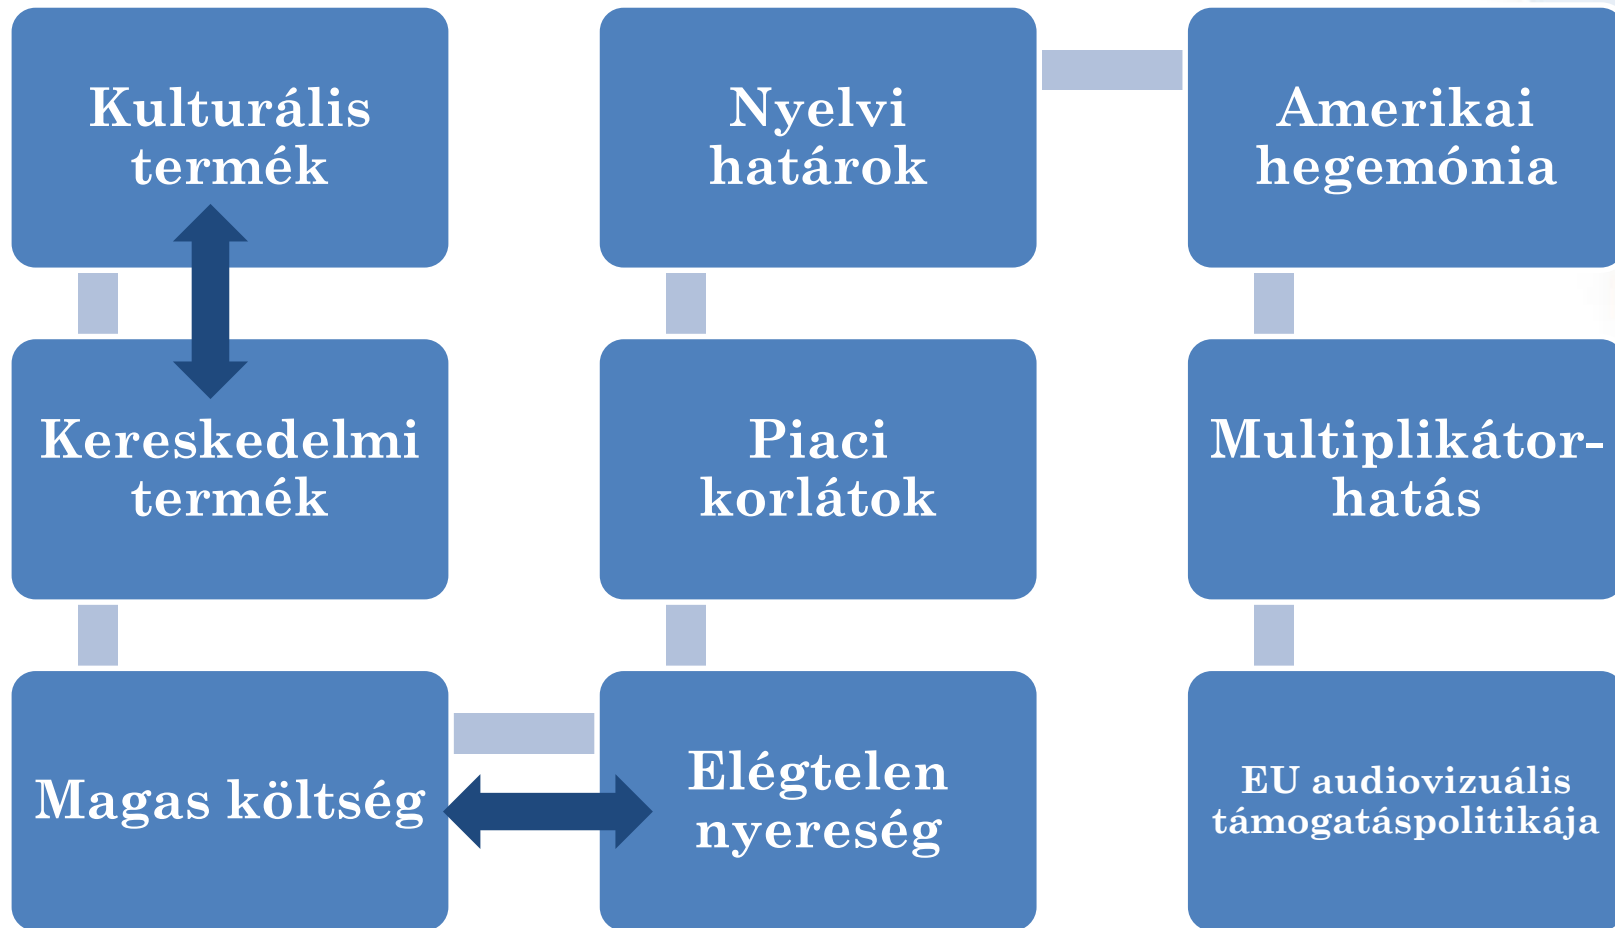 Kulturális
termék
Kereskedelmi
termék
Magas költség
Elégtelen
nyereség
Piaci
korlátok
Nyelvi
határok
Amerikai
hegemónia
Multiplikátor-
hatás
EU audiovizuális
támogatáspolitikája